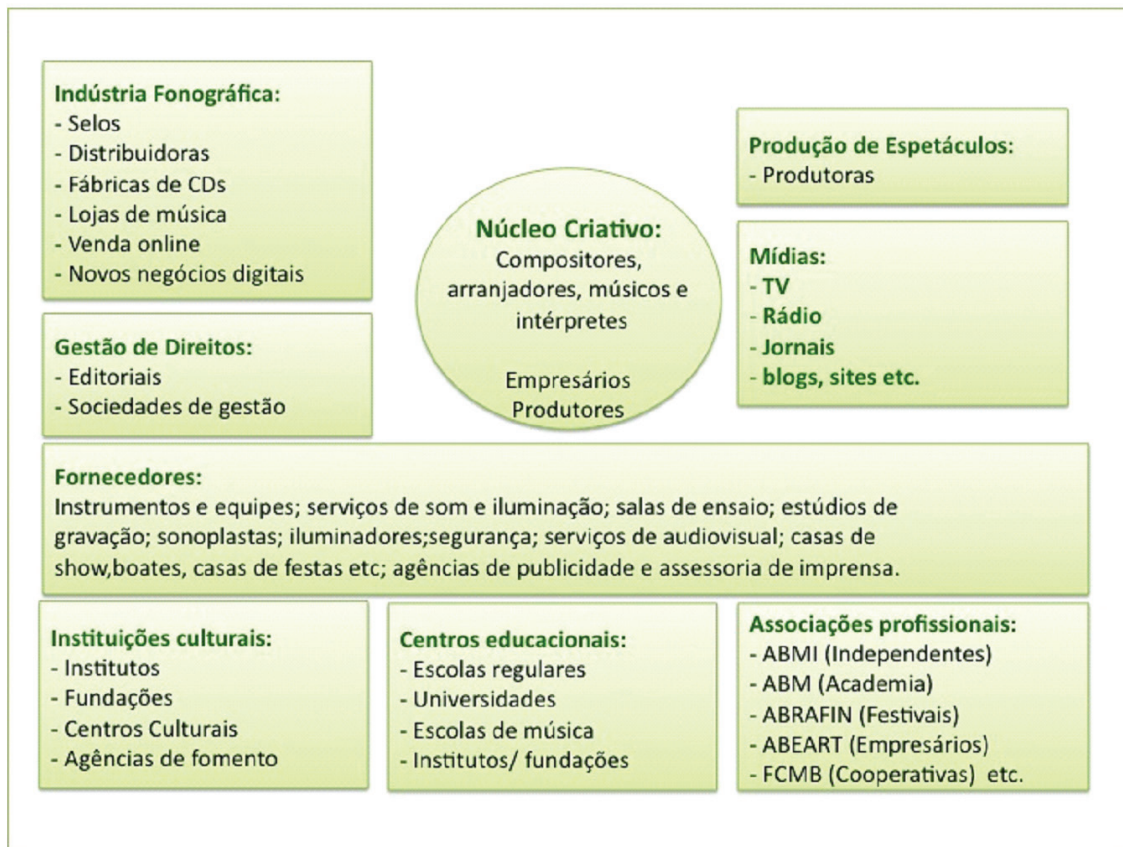 Indústria Fonográfica:
- Selos
- Distribuidoras
- Fábricas de CDs
- Lojas de música
- Venda online
- Novos negócios digitais
Gestão de Direitos:
- Editoriais
- Sociedades de gestão
Núcleo Criativo:
Compositores,
arranjadores, músicos e
intérpretes
Empresários
Produtores
Produção de Espetáculos:
- Produtoras
Mídias:
- TV
- Rádio
- Jornais
- blogs, sites etc.
Fornecedores:
Instrumentos e equipes; serviços de som e iluminação; salas de ensaio; estúdios de
gravação; sonoplastas; iluminadores;segurança; serviços de audiovisual; casas de
show,boates, casas de festas etc; agências de publicidade e assessoria de imprensa.
Instituições culturais:
- Institutos
- Fundações
- Centros Culturais
- Agências de fomento
Centros educacionais:
- Escolas regulares
- Universidades
- Escolas de música
- Institutos/ fundações
Associações profissionais:
- ABMI (Independentes)
- ABM (Academia)
- ABRAFIN (Festivais)
- ABEART (Empresários)
- FCMB (Cooperativas) etc.